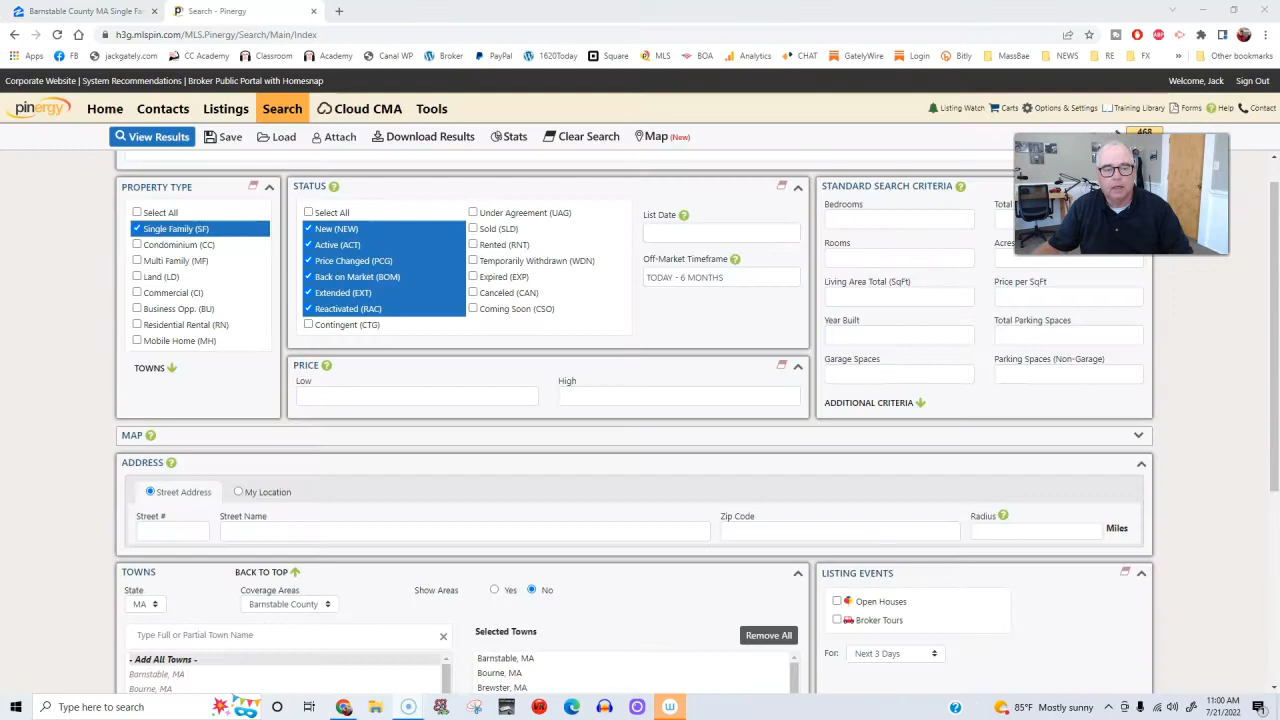 Barnstable County MA Single Fa
Search - Pinergy
h3g.mlspin.com/MLS.Pinergy/Search/Main/Index
Apps FB jackgately.com CC Academy Classroom Academy Canal WP Broker PayPal 1620Today Square MLS BOA Analytics CHAT GatelyWire Login Bitly MassBae NEWS RE FX » Other bookmarks
Corporate Website | System Recommendations | Broker Public Portal with Homesnap Welcome, Jack Sign Out
pinergy Home Contacts Listings Search Cloud CMA Tools Listing Watch Carts Options & Settings Training Library Forms Help Contact
View Results Save Load Attach Download Results Stats Clear Search Map (New)
468
PROPERTY TYPE
Select All
Single Family (SF)
Condominium (CC)
Multi Family (MF)
Land (LD)
Commercial (CI)
Business Opp. (BU)
Residential Rental (RN)
Mobile Home (MH)
TOWNS
STATUS
Select All
New (NEW)
Active (ACT)
Price Changed (PCG)
Back on Market (BOM)
Extended (EXT)
Reactivated (RAC)
Contingent (CTG)
Under Agreement (UAG)
Sold (SLD)
Rented (RNT)
Temporarily Withdrawn (WDN)
Expired (EXP)
Canceled (CAN)
Coming Soon (CSO)
List Date
Off-Market Timeframe
TODAY - 6 MONTHS
PRICE
Low High
STANDARD SEARCH CRITERIA
Bedrooms Total
Rooms Acres
Living Area Total (SqFt) Price per SqFt
Year Built Total Parking Spaces
Garage Spaces Parking Spaces (Non-Garage)
ADDITIONAL CRITERIA
MAP
ADDRESS
Street Address My Location
Street # Street Name Zip Code Radius
Miles
TOWNS BACK TO TOP
State Coverage Areas Show Areas Yes No
MA Barnstable County
Type Full or Partial Town Name
- Add All Towns -
Barnstable, MA
Bourne, MA
Selected Towns Remove All
Barnstable, MA
Bourne, MA
Brewster, MA
LISTING EVENTS
Open Houses
Broker Tours
For: Next 3 Days
Type here to search
85°F Mostly sunny
11:00 AM
7/21/2022